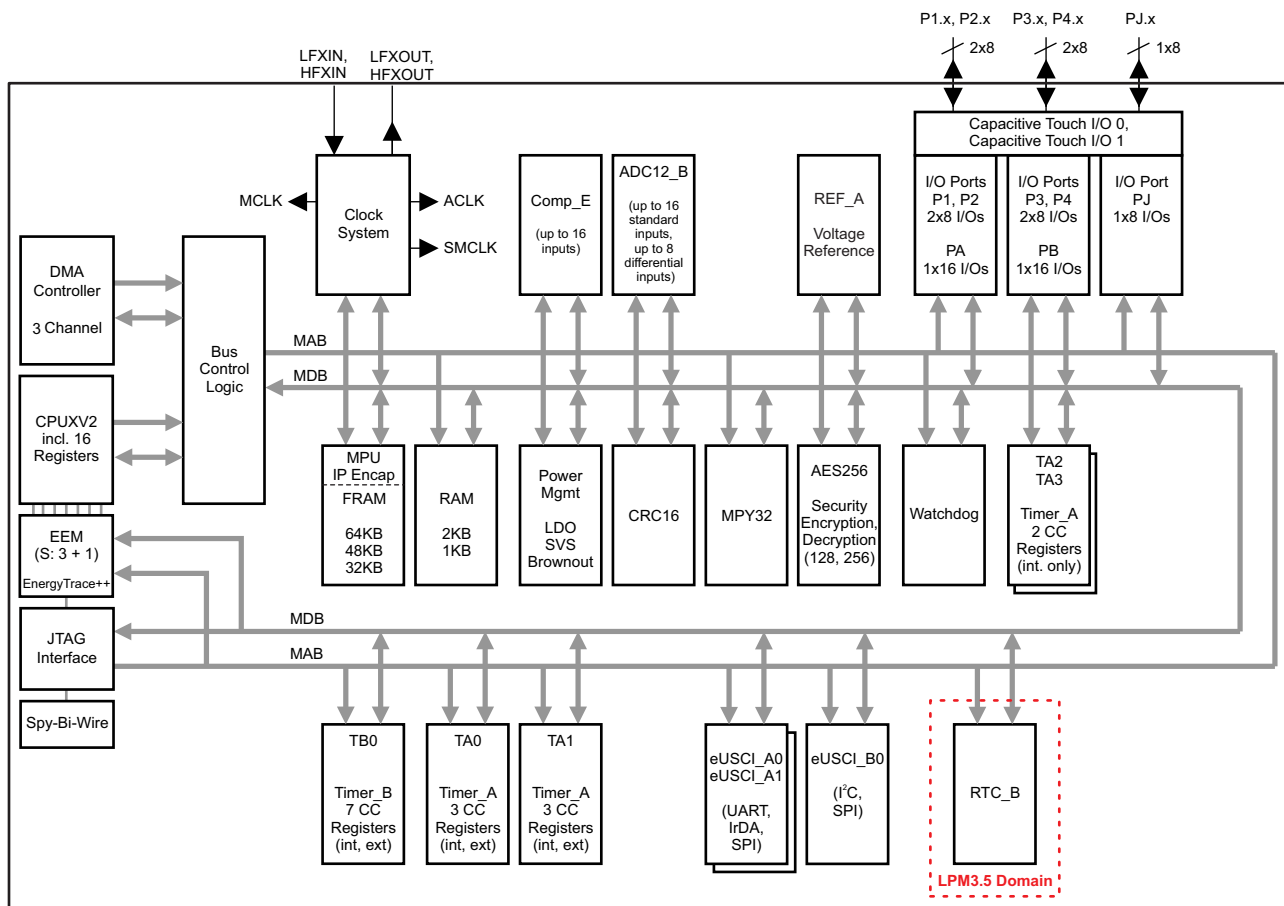 P1.x, P2.x
P3.x, P4.x
PJ.x
2x8
2x8
1x8
LFXIN,
HFXIN
LFXOUT,
HFXOUT
Capacitive Touch I/O 0,
Capacitive Touch I/O 1
MCLK
Clock
System
ACLK
SMCLK
Comp_E
(up to 16
inputs)
ADC12_B
(up to 16
standard
inputs,
up to 8
differential
inputs)
REF_A
Voltage
Reference
I/O Ports
P1, P2
2x8 I/Os
PA
1x16 I/Os
I/O Ports
P3, P4
2x8 I/Os
PB
1x16 I/Os
I/O Port
PJ
1x8 I/Os
DMA
Controller
3 Channel
Bus
Control
Logic
MAB
MDB
CPUXV2
incl. 16
Registers
MPU
IP Encap
FRAM
64KB
48KB
32KB
RAM
2KB
1KB
Power
Mgmt
LDO
SVS
Brownout
CRC16
MPY32
AES256
Security
Encryption,
Decryption
(128, 256)
Watchdog
TA2
TA3
Timer_A
2 CC
Registers
(int. only)
EEM
(S: 3 + 1)
EnergyTrace++
JTAG
Interface
MDB
MAB
Spy-Bi-Wire
TB0
Timer_B
7 CC
Registers
(int, ext)
TA0
Timer_A
3 CC
Registers
(int, ext)
TA1
Timer_A
3 CC
Registers
(int, ext)
eUSCI_A0
eUSCI_A1
(UART,
IrDA,
SPI)
eUSCI_B0
(I²C,
SPI)
RTC_B
LPM3.5 Domain